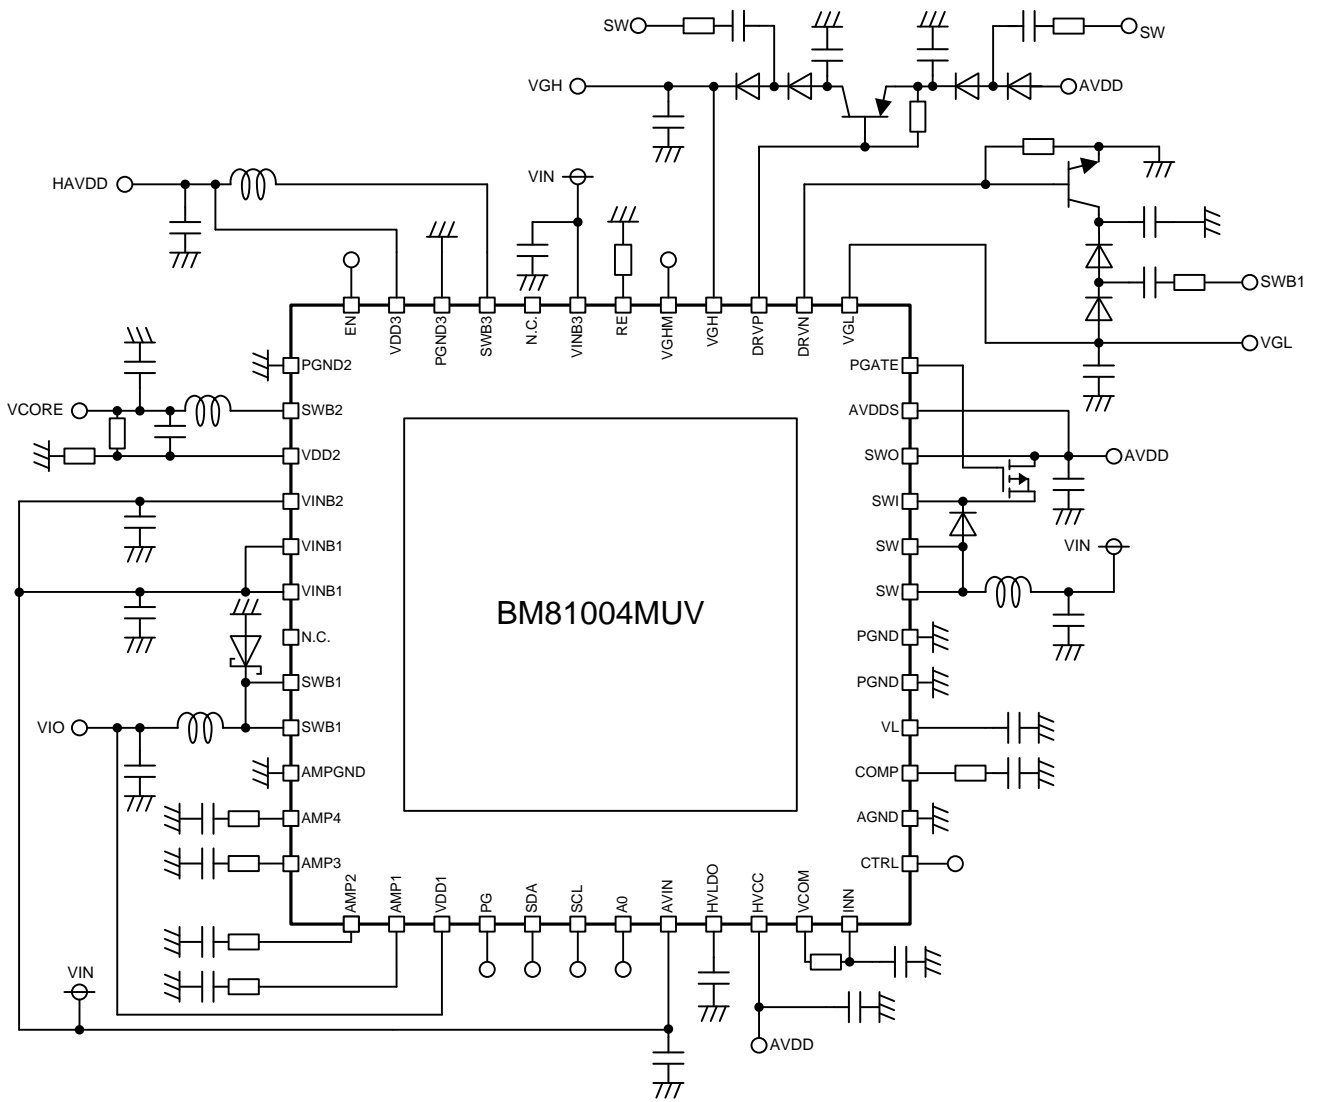 SW
SW
VGH
AVDD
HAVDD
VIN
SWB1
VGL
EN
VDD3
PGND3
SWB3
N.C.
VINB3
RE
VGHM
VGH
DRVP
DRVN
VGL
PGND2
PGATE
VCORE
SWB2
AVDDS
VDD2
SWO
AVDD
VINB2
SWI
VINB1
SW
VIN
VINB1
SW
BM81004MUV
N.C.
PGND
SWB1
PGND
VIO
SWB1
VL
AMPGND
COMP
AMP4
AGND
AMP3
CTRL
AMP2
AMP1
VDD1
PG
SDA
SCL
A0
AVIN
HVLDO
HVCC
VCOM
INN
VIN
AVDD